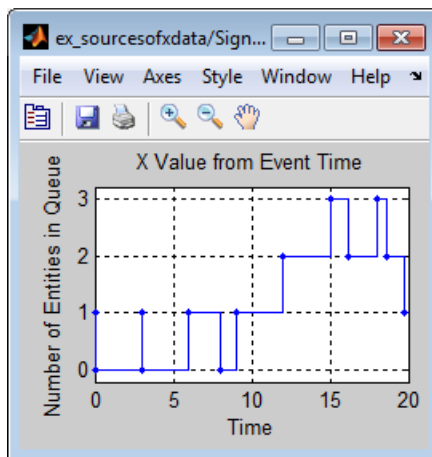 ex_sourcesofxdata/Sign...
File View Axes Style Window Help
X Value from Event Time
Number of Entities in Queue
3
2
1
0
0 5 10 15 20
Time